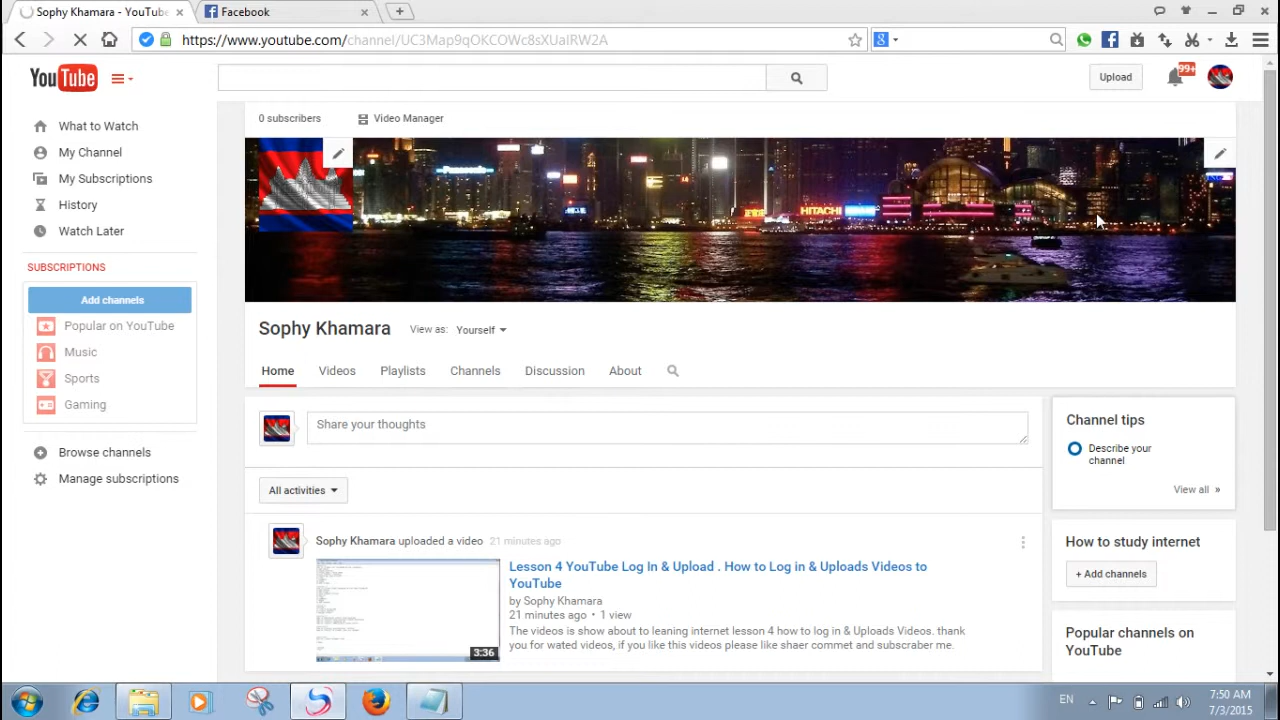 Sophy Khamara - YouTube
Facebook
https://www.youtube.com/channel/UC3Map9qOKCOWc8sXUaIRW2A
YouTube
Upload
99+
What to Watch
My Channel
My Subscriptions
History
Watch Later
SUBSCRIPTIONS
Add channels
Popular on YouTube
Music
Sports
Gaming
Browse channels
Manage subscriptions
0 subscribers
Video Manager
HITACHI
Sophy Khamara
View as: Yourself
Home
Videos
Playlists
Channels
Discussion
About
Share your thoughts
All activities
Sophy Khamara uploaded a video 21 minutes ago
Lesson 4 YouTube Log In & Upload . How to Log in & Uploads Videos to
YouTube
by Sophy Khamara
21 minutes ago • 1 view
The videos is show about to leaning internet lesson 4 how to log in & Uploads Videos. thank
you for wated videos, if you like this videos please like shaer commet and subscraber me.
3:36
Channel tips
Describe your
channel
View all »
How to study internet
+ Add channels
Popular channels on
YouTube
EN
7:50 AM
7/3/2015